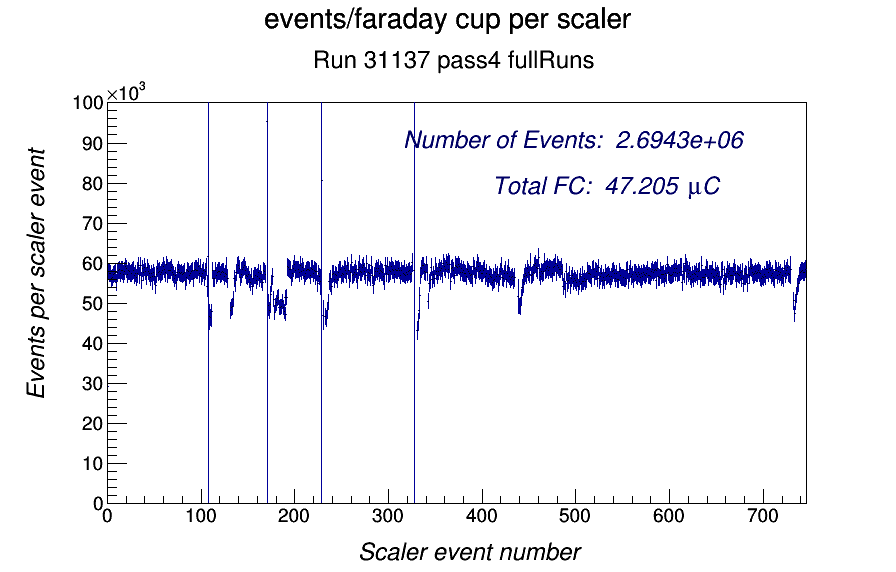 events/faraday cup per scaler
Run 31137 pass4 fullRuns
×10³
100
90
80
70
60
50
40
30
20
10
0
Events per scaler event
Number of Events: 2.6943e+06
Total FC: 47.205 μC
0 100 200 300 400 500 600 700
Scaler event number